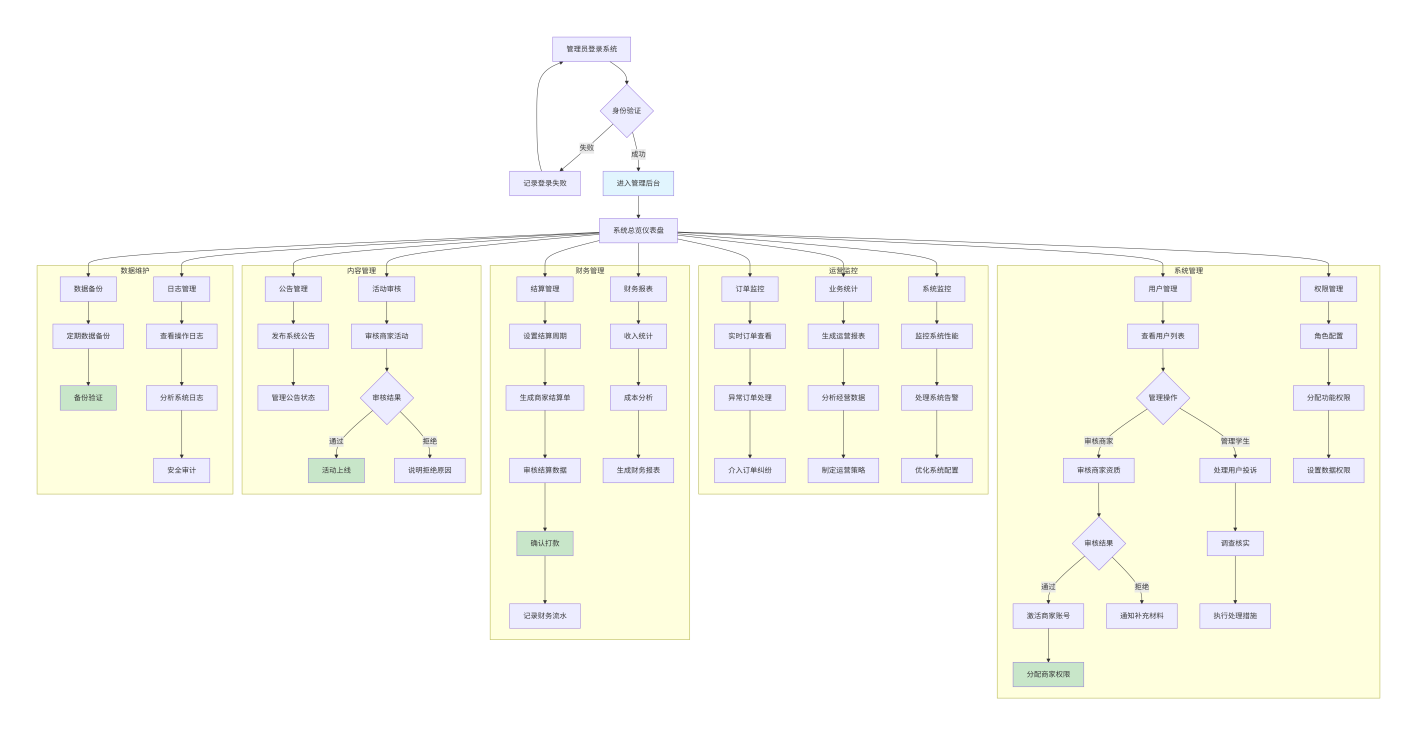 管理员登录系统
身份验证
失败
成功
记录登录失败
进入管理后台
系统总览仪表盘
数据维护
数据备份
定期数据备份
备份验证
日志管理
查看操作日志
分析系统日志
安全审计
内容管理
公告管理
发布系统公告
管理公告状态
活动审核
审核商家活动
审核结果
通过
拒绝
活动上线
说明拒绝原因
财务管理
结算管理
设置结算周期
生成商家结算单
审核结算数据
确认打款
记录财务流水
财务报表
收入统计
成本分析
生成财务报表
运营监控
订单监控
实时订单查看
异常订单处理
介入订单纠纷
业务统计
生成运营报表
分析经营数据
制定运营策略
系统监控
监控系统性能
处理系统告警
优化系统配置
系统管理
用户管理
查看用户列表
管理操作
审核商家
管理学生
审核商家资质
审核结果
通过
拒绝
激活商家账号
通知补充材料
分配商家权限
处理用户投诉
调查核实
执行处理措施
权限管理
角色配置
分配功能权限
设置数据权限